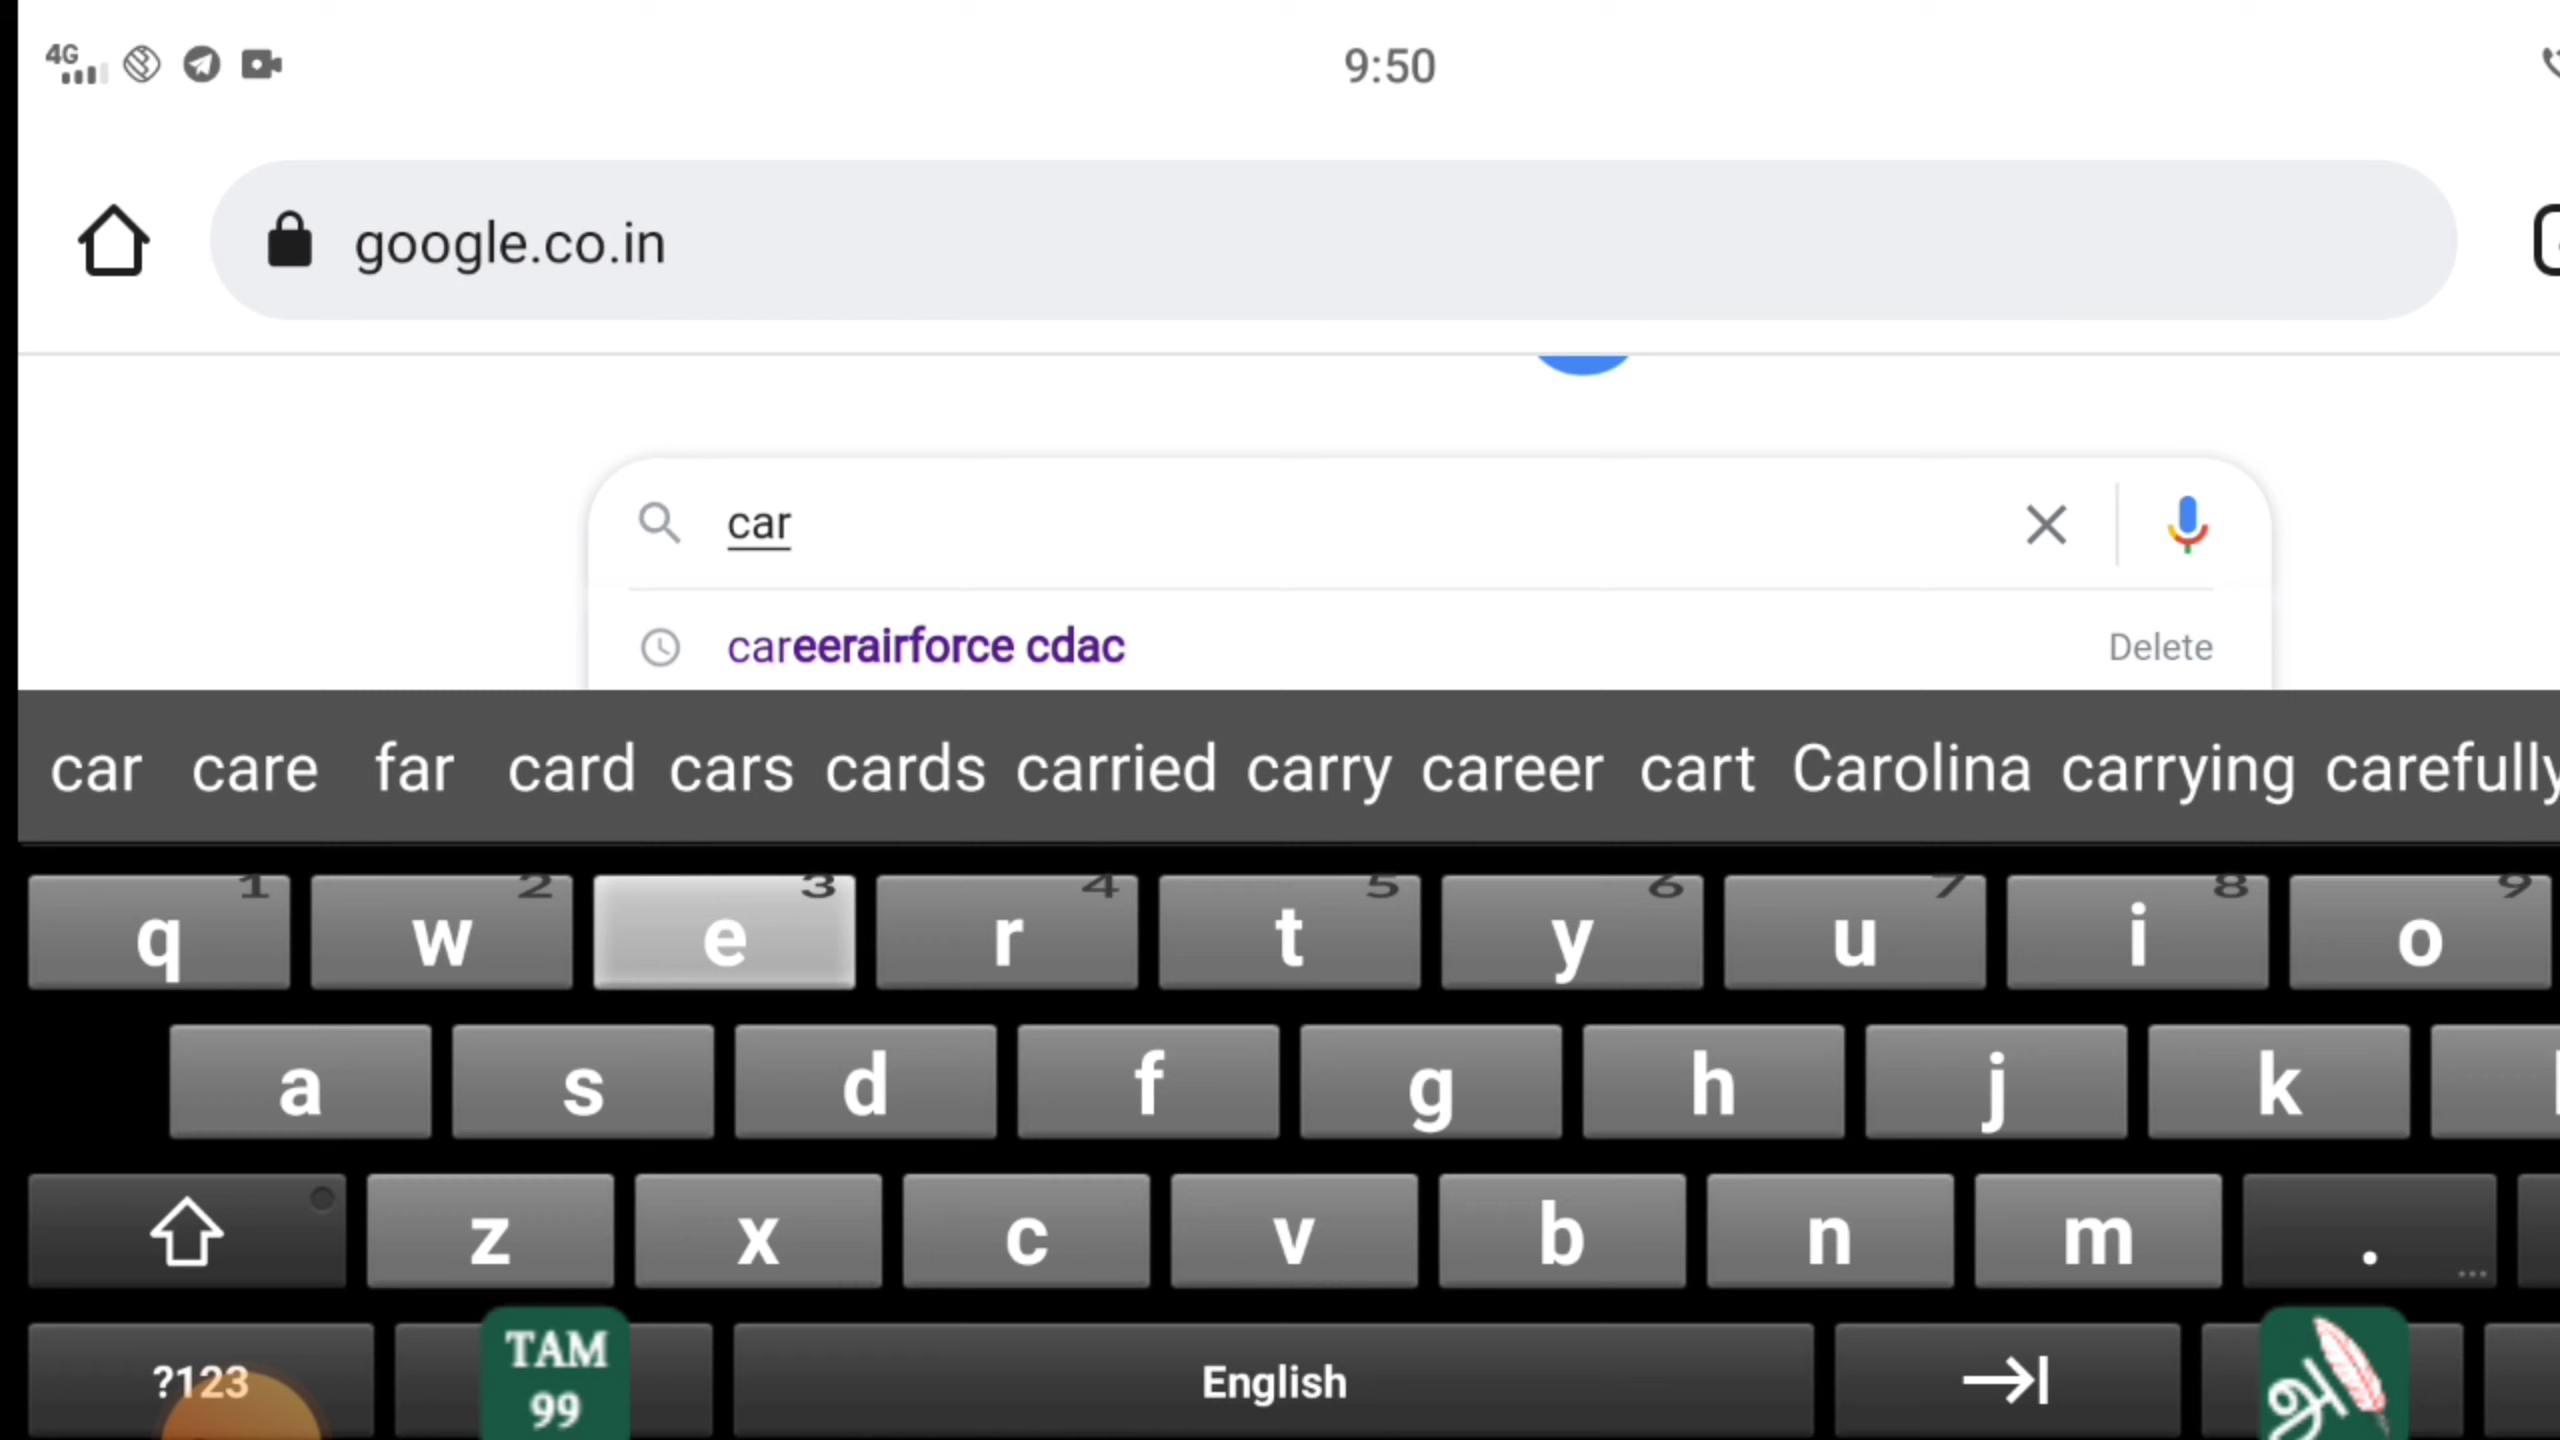 4G 9:50
google.co.in
car
careerairforce cdac Delete
car care far card cars cards carried carry career cart Carolina carrying carefully
1 2 3 4 5 6 7 8 9
q w e r t y u i o
a s d f g h j k
z x c v b n m .
?123 TAM 99 English அ